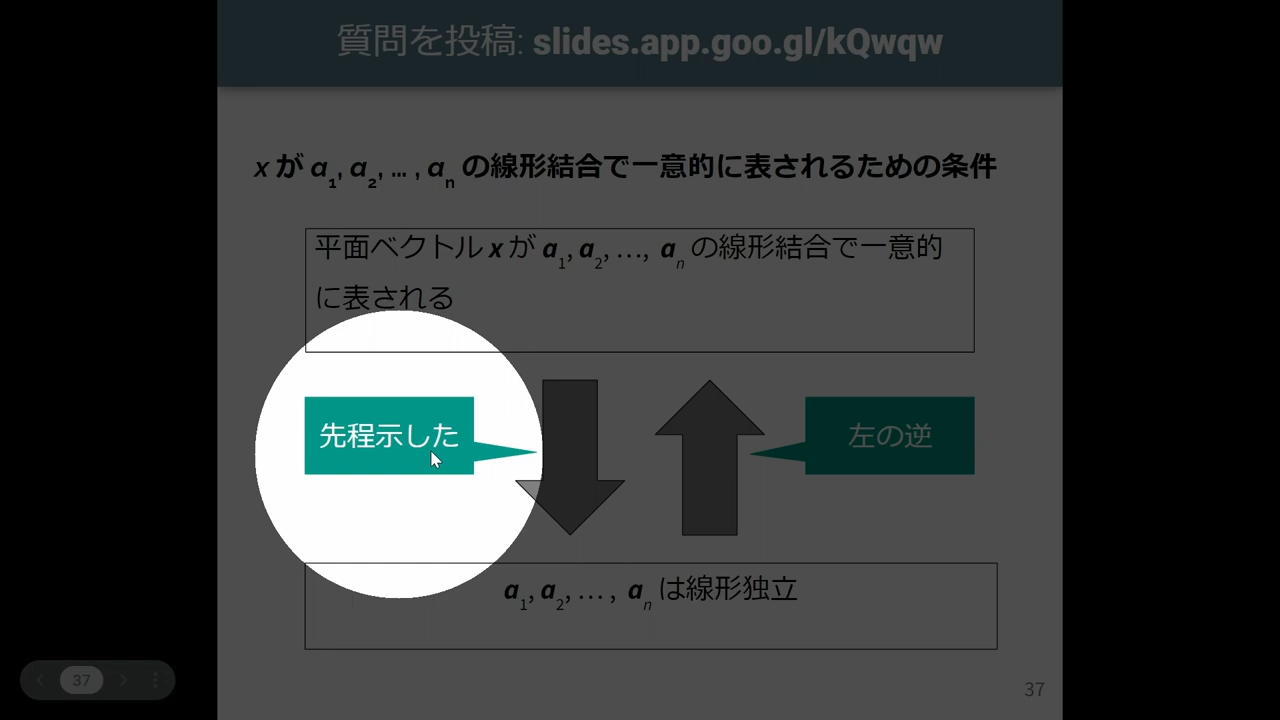 質問を投稿: slides.app.goo.gl/kQwqw
x が a1, a2, ... , an の線形結合で一意的に表されるための条件
平面ベクトル x が a1, a2, ..., an の線形結合で一意的
に表される
先程示した
左の逆
a1, a2, ... , an は線形独立
37
37